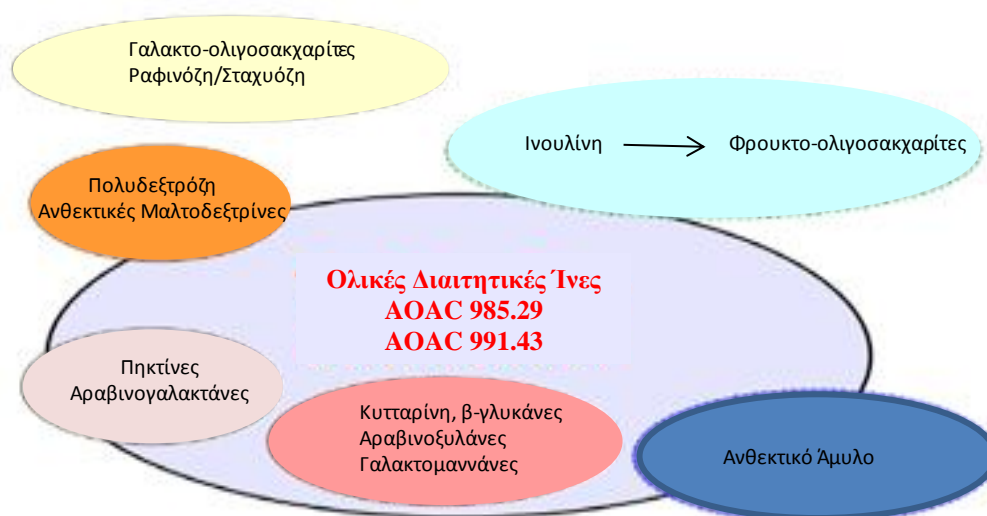 Γαλακτο-ολιγοσακχαρίτες
Ραφινόζη/Σταχυόζη
Ινουλίνη Φρουκτο-ολιγοσακχαρίτες
Πολυδεξτρόζη
Ανθεκτικές Μαλτοδεξτρίνες
Ολικές Διαιτητικές Ίνες
AOAC 985.29
AOAC 991.43
Πηκτίνες
Αραβινογαλακτάνες
Κυτταρίνη, β-γλυκάνες
Αραβινοξυλάνες
Γαλακτομαννάνες
Ανθεκτικό Άμυλο